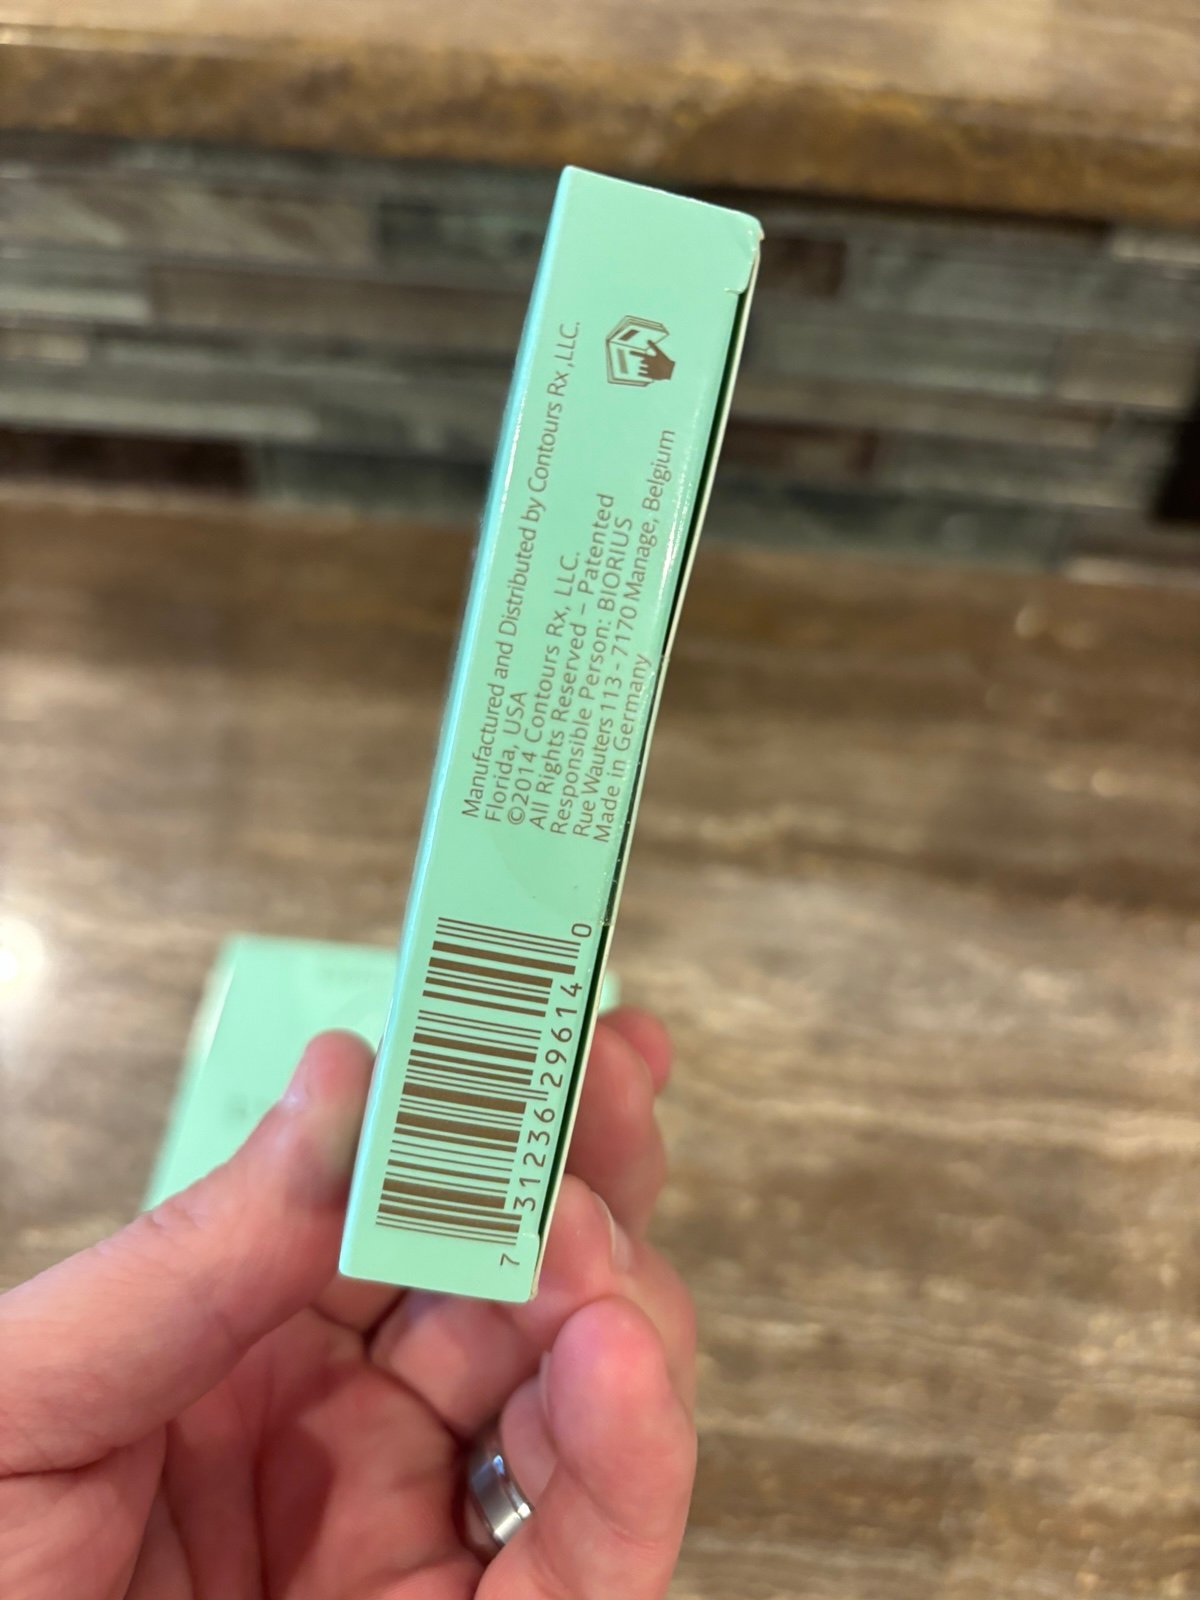 Manufactured and Distributed by Contours Rx ,LLC.
Florida, USA
©2014 Contours Rx, LLC.
All Rights Reserved – Patented
Responsible Person: BIORIUS
Rue Wauters 113 - 7170 Manage, Belgium
Made in Germany
7 31236 29614 0